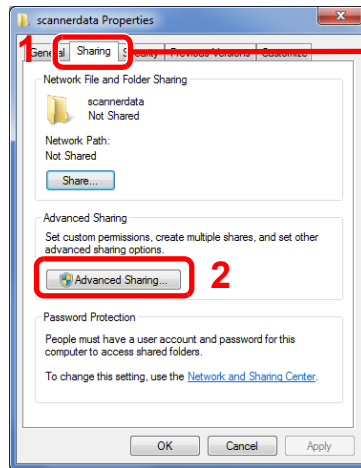 scannerdata Properties
1
General Sharing Security Previous Versions Customize
Network File and Folder Sharing
scannerdata
Not Shared
Network Path:
Not Shared
Share...
Advanced Sharing
Set custom permissions, create multiple shares, and set other
advanced sharing options.
Advanced Sharing...
2
Password Protection
People must have a user account and password for this
computer to access shared folders.
To change this setting, use the Network and Sharing Center.
OK Cancel Apply